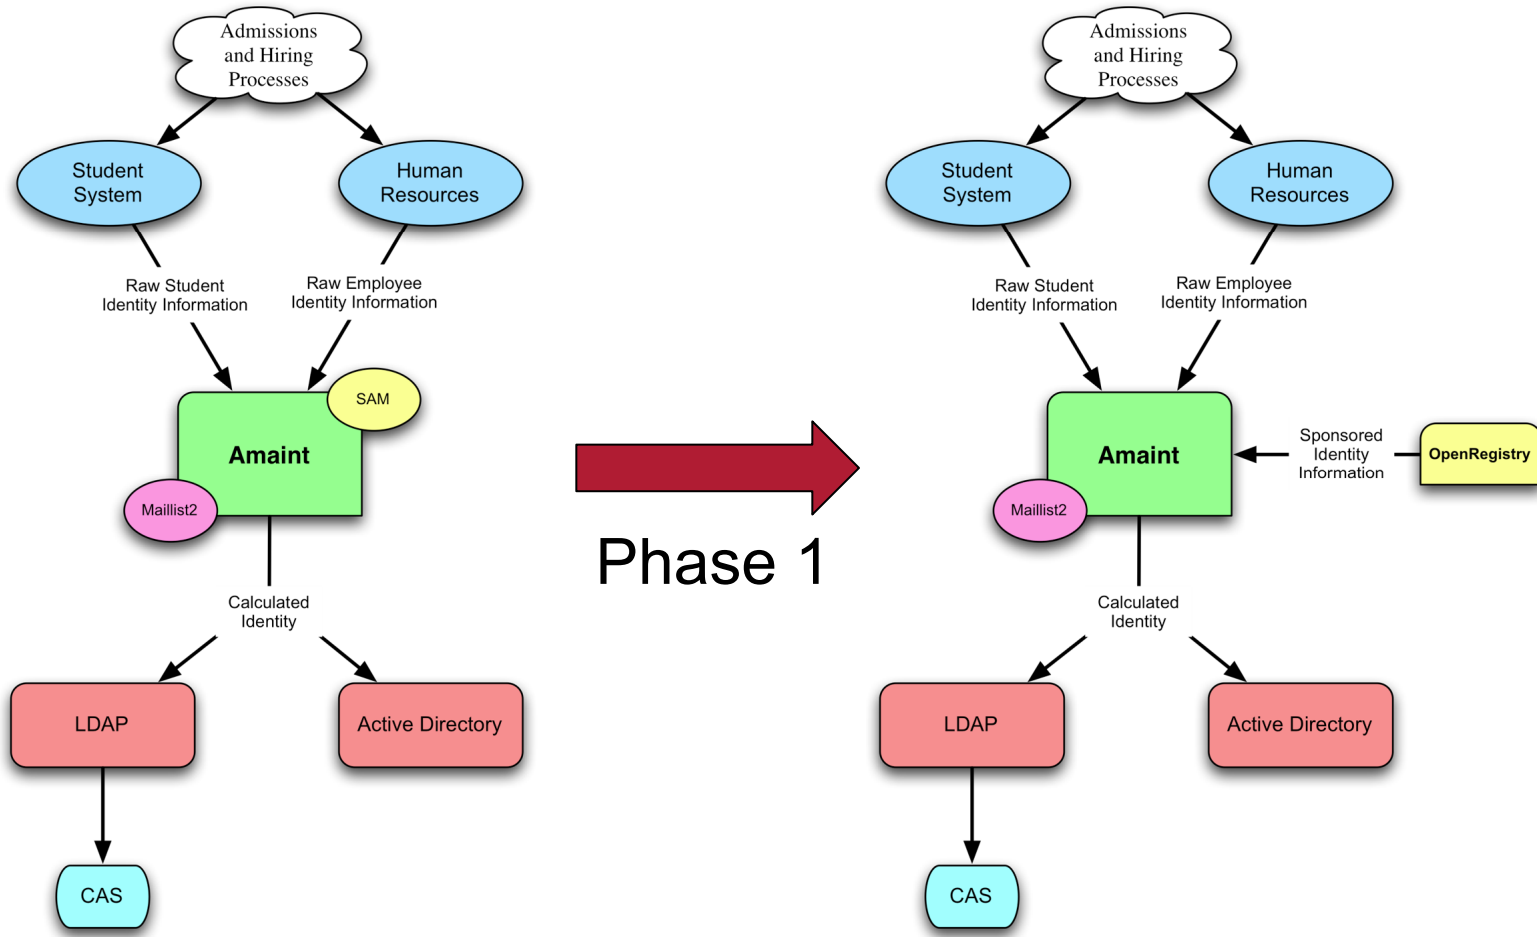 Admissions
and Hiring
Processes
Student
System
Human
Resources
Raw Student
Identity Information
Raw Employee
Identity Information
SAM
Amaint
Maillist2
Calculated
Identity
LDAP
Active Directory
CAS
Phase 1
Admissions
and Hiring
Processes
Student
System
Human
Resources
Raw Student
Identity Information
Raw Employee
Identity Information
Amaint
Sponsored
Identity
Information
OpenRegistry
Maillist2
Calculated
Identity
LDAP
Active Directory
CAS